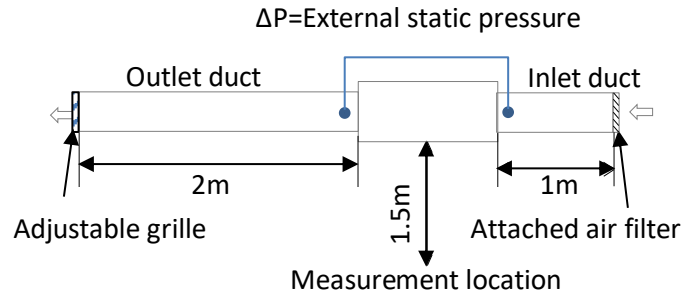 ΔP=External static pressure
Outlet duct
Inlet duct
2m
1.5m
1m
Adjustable grille
Attached air filter
Measurement location